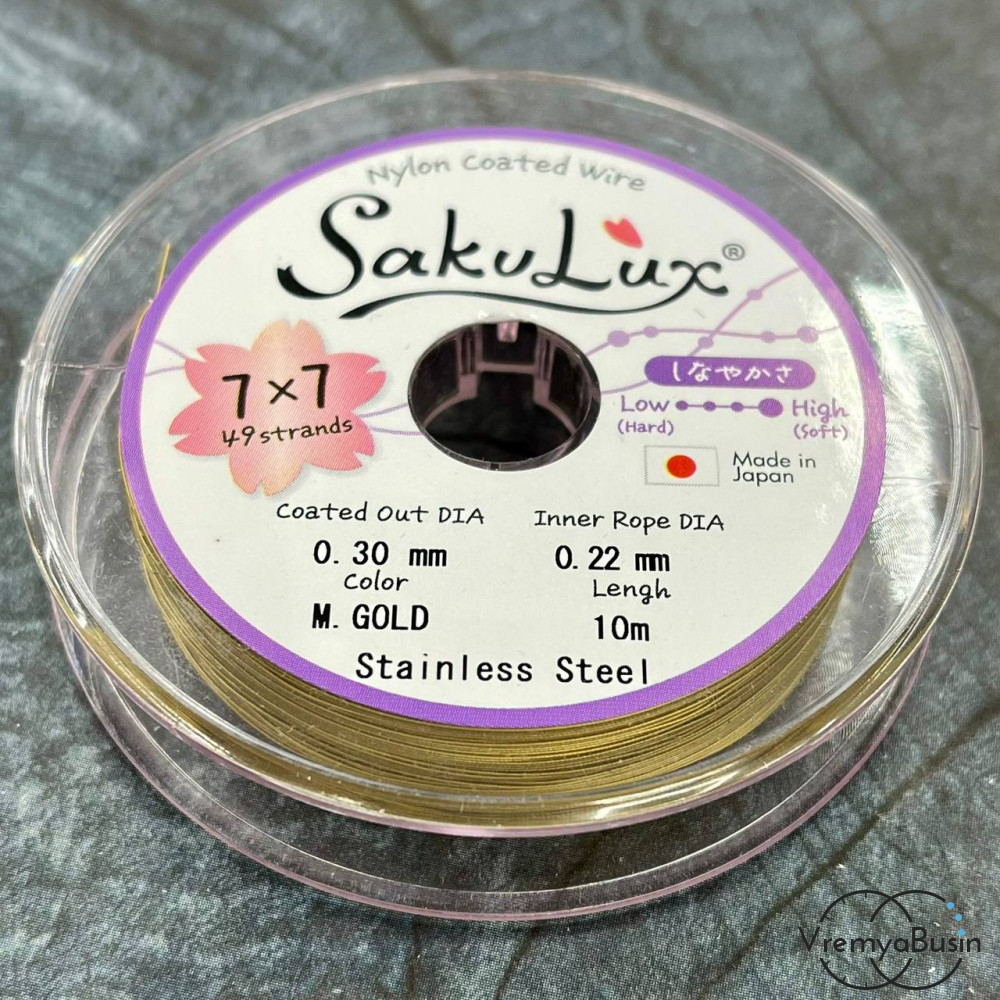 Nylon Coated Wire
SakuLux®
7×7
49 strands
しなやかさ
Low High
(Hard) (Soft)
Made in
Japan
Coated Out DIA Inner Rope DIA
0.30 mm 0.22 mm
Color Lengh
M. GOLD 10m
Stainless Steel
VremyaBusin